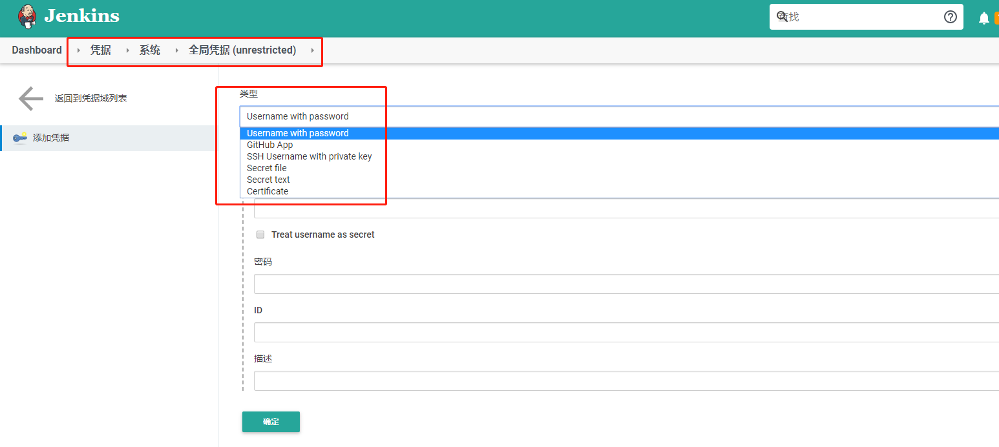 Jenkins
查找
Dashboard 凭据 系统 全局凭据 (unrestricted)
返回到凭据域列表
添加凭据
类型
Username with password
Username with password
GitHub App
SSH Username with private key
Secret file
Secret text
Certificate
Treat username as secret
密码
ID
描述
确定